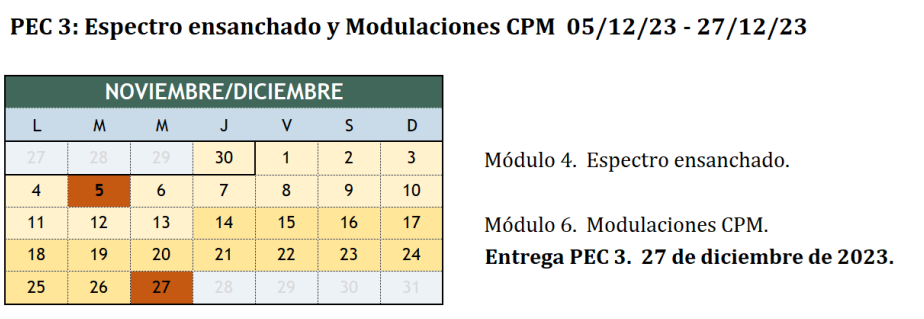 PEC 3: Espectro ensanchado y Modulaciones CPM 05/12/23 - 27/12/23
NOVIEMBRE/DICIEMBRE
L M M J V S D
27 28 29 30 1 2 3
4 5 6 7 8 9 10
11 12 13 14 15 16 17
18 19 20 21 22 23 24
25 26 27 28 29 30 31
Módulo 4. Espectro ensanchado.
Módulo 6. Modulaciones CPM.
Entrega PEC 3. 27 de diciembre de 2023.